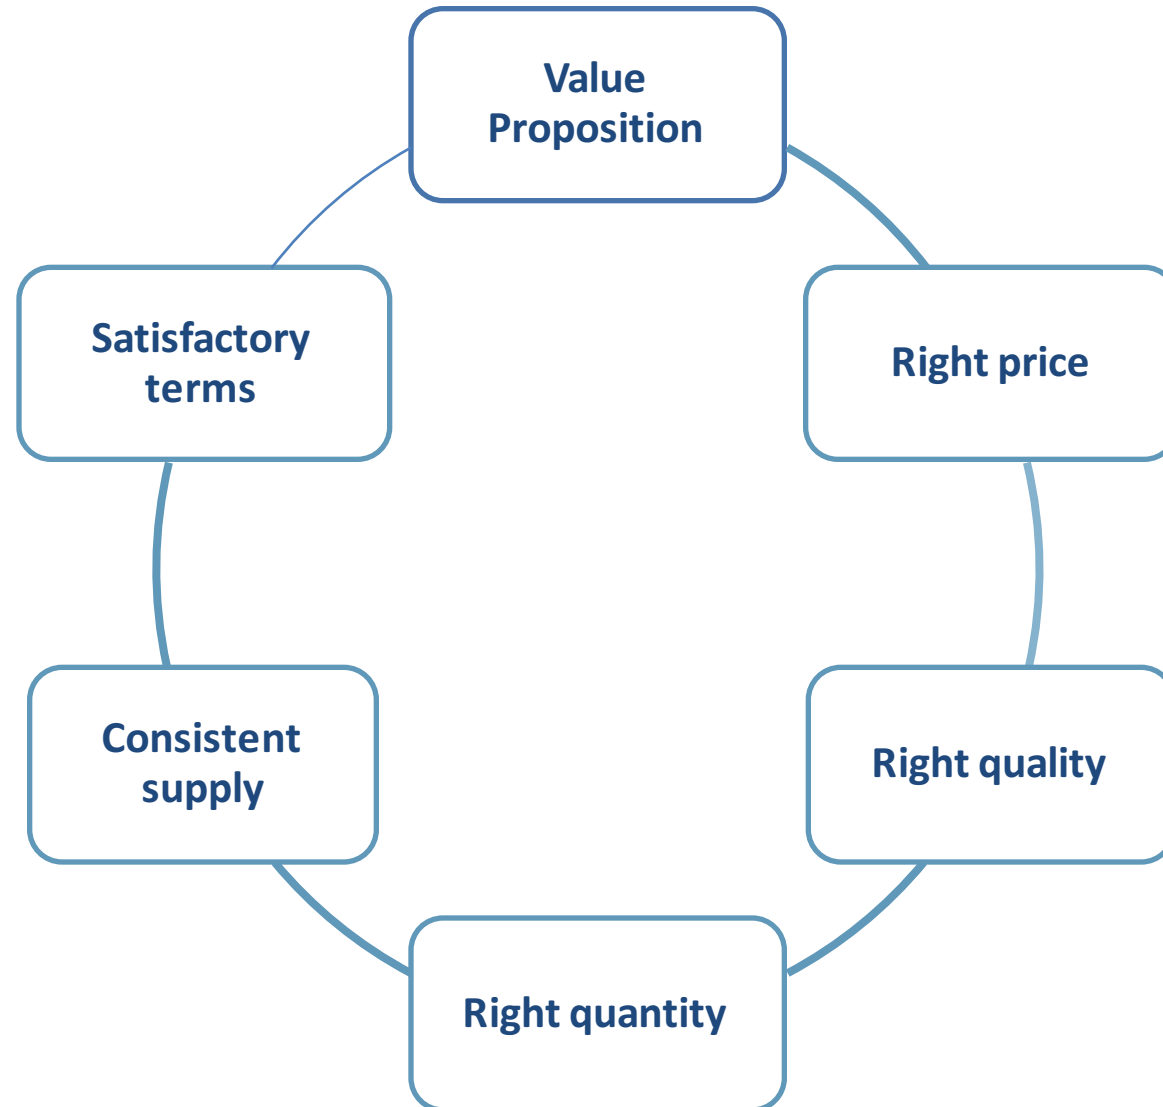 Value
Proposition
Right price
Right quality
Right quantity
Consistent
supply
Satisfactory
terms